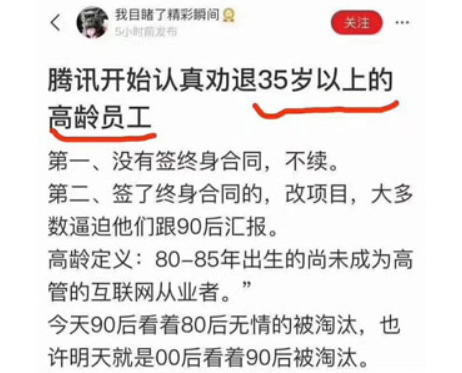 我目睹了精彩瞬间
5小时前发布
关注
腾讯开始认真劝退35岁以上的
高龄员工
第一、没有签终身合同，不续。
第二、签了终身合同的，改项目，大多
数逼迫他们跟90后汇报。
高龄定义：80-85年出生的尚未成为高
管的互联网从业者。”
今天90后看着80后无情的被淘汰，也
许明天就是00后看着90后被淘汰。